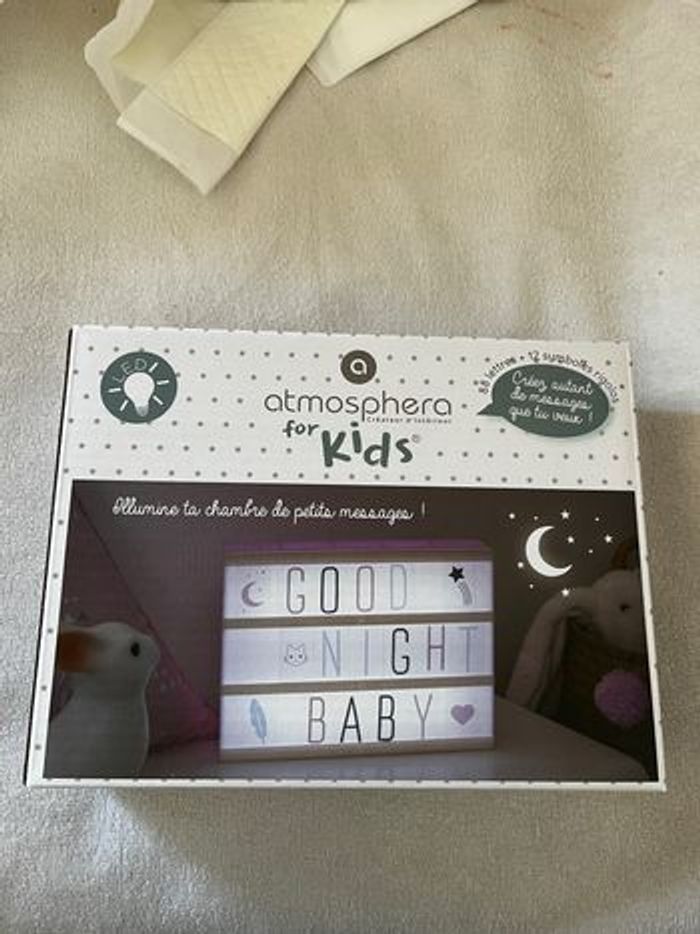 LED
a
atmosphera
Créateur d'intérieur
for Kids®
88 lettres + 12 symboles rigolos
Créez autant
de messages
que tu veux !
Illumine ta chambre de petits messages !
GOOD
NIGHT
BABY